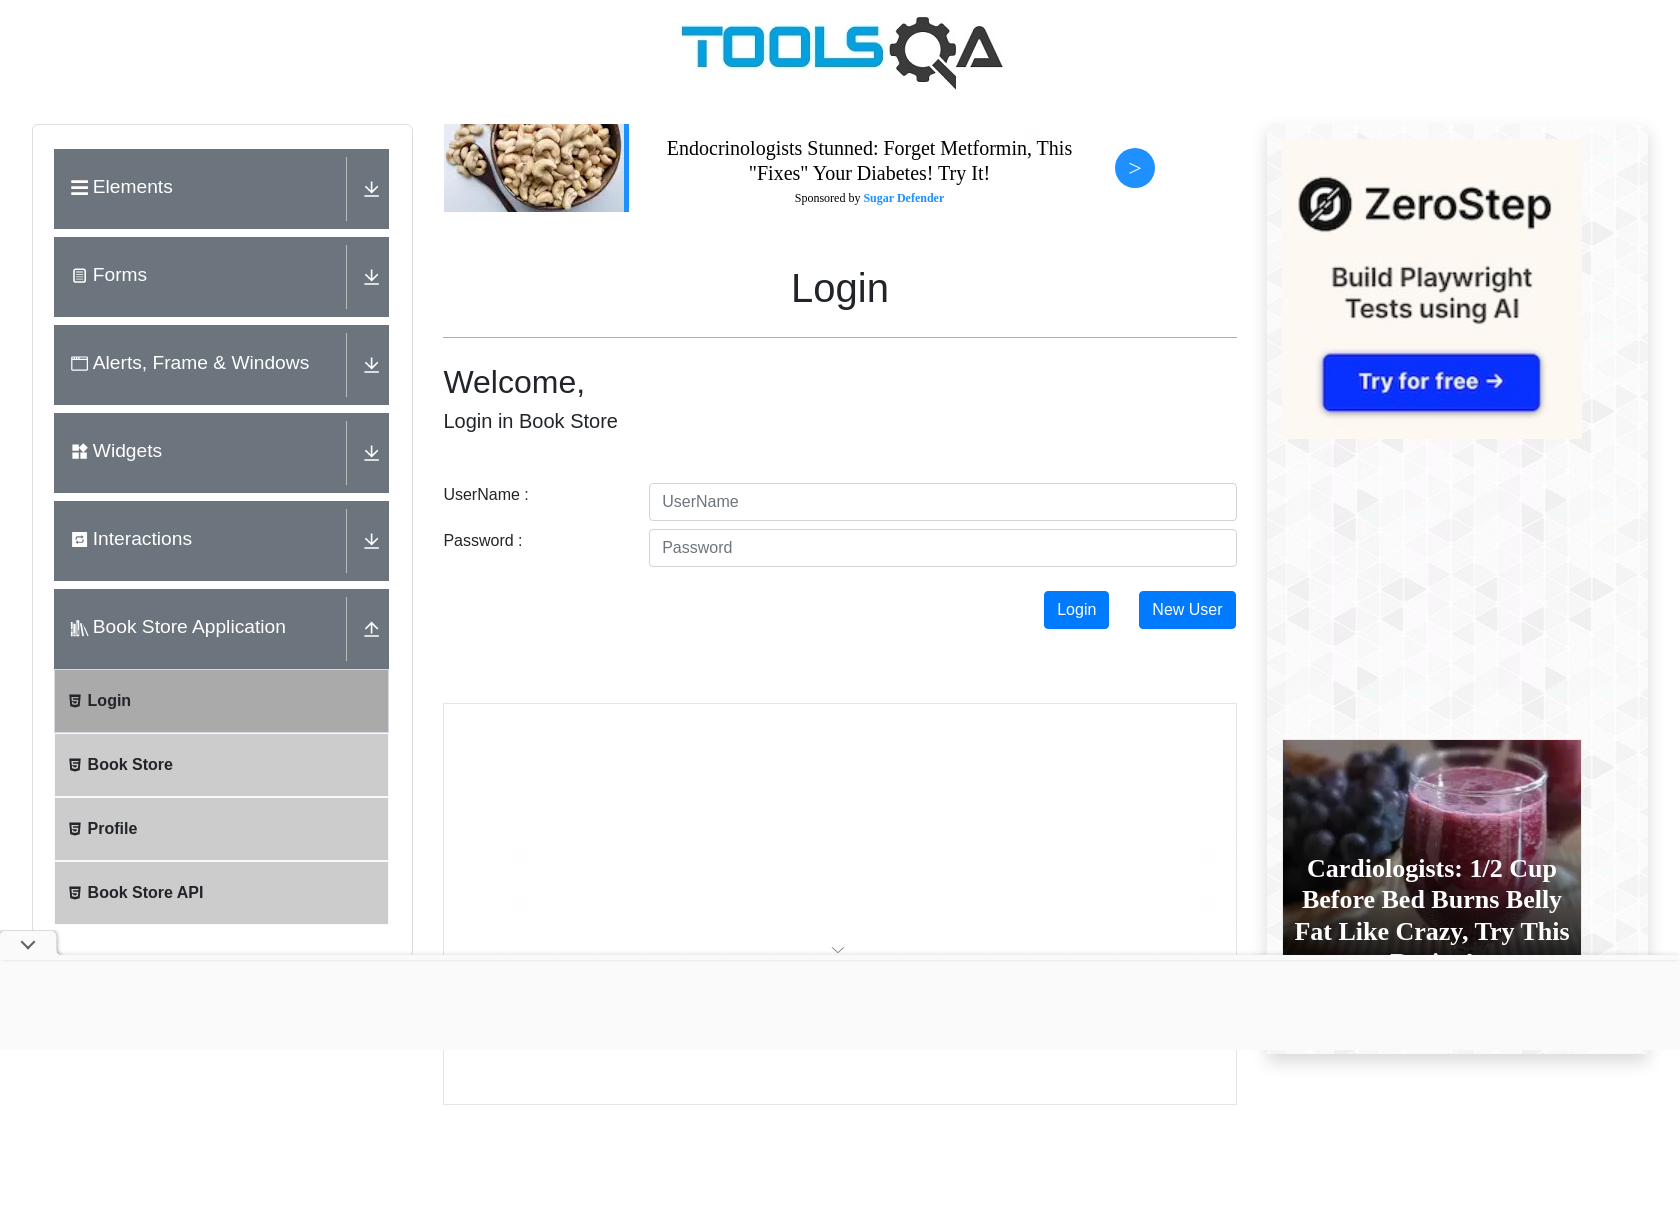 TOOLSQA
Elements
Forms
Alerts, Frame & Windows
Widgets
Interactions
Book Store Application
Login
Book Store
Profile
Book Store API
Endocrinologists Stunned: Forget Metformin, This
"Fixes" Your Diabetes! Try It!
Sponsored by Sugar Defender
>
Login
Welcome,
Login in Book Store
UserName :
UserName
Password :
Password
Login
New User
ZeroStep
Build Playwright
Tests using AI
Try for free →
Cardiologists: 1/2 Cup
Before Bed Burns Belly
Fat Like Crazy, Try This